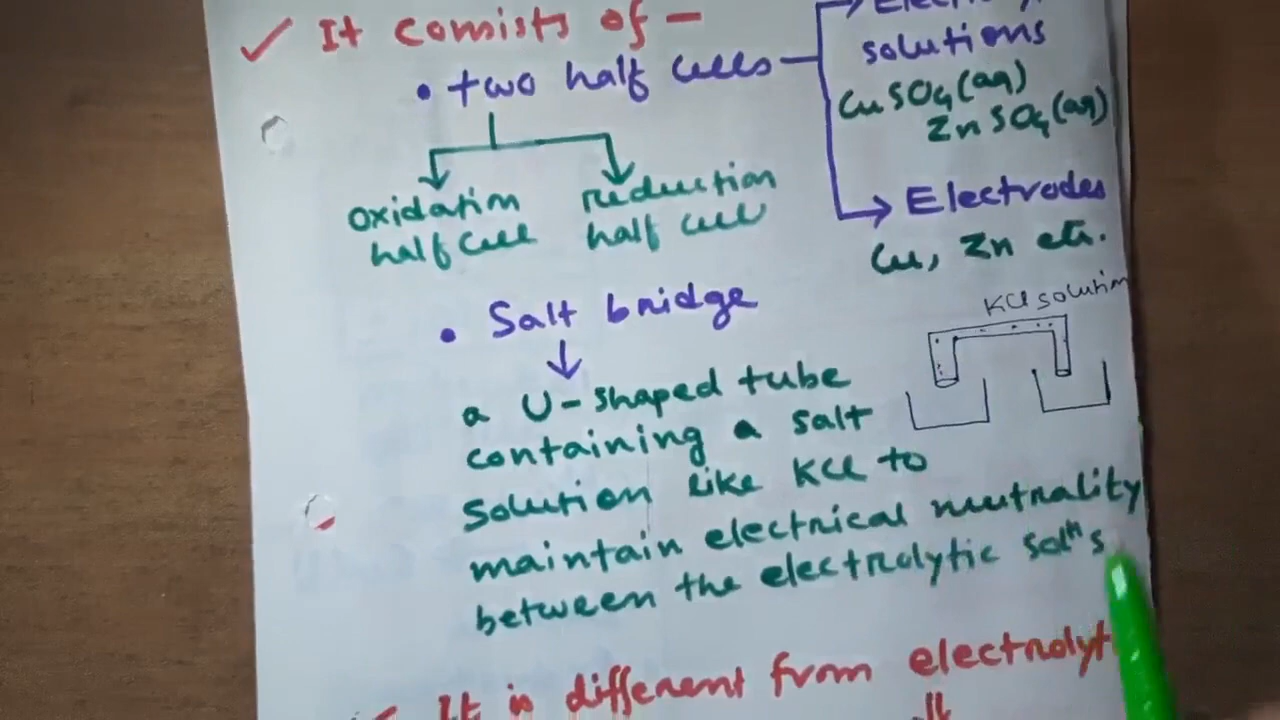 It consists of -
• two half cells
solutions
CuSO4(aq)
ZnSO4(aq)
Oxidation half cell
reduction half cell
Electrodes
Cu, Zn etc.
• Salt bridge
KCl solution
a U-shaped tube
containing a salt
solution like KCl to
maintain electrical neutrality
between the electrolytic solⁿs
It is different from